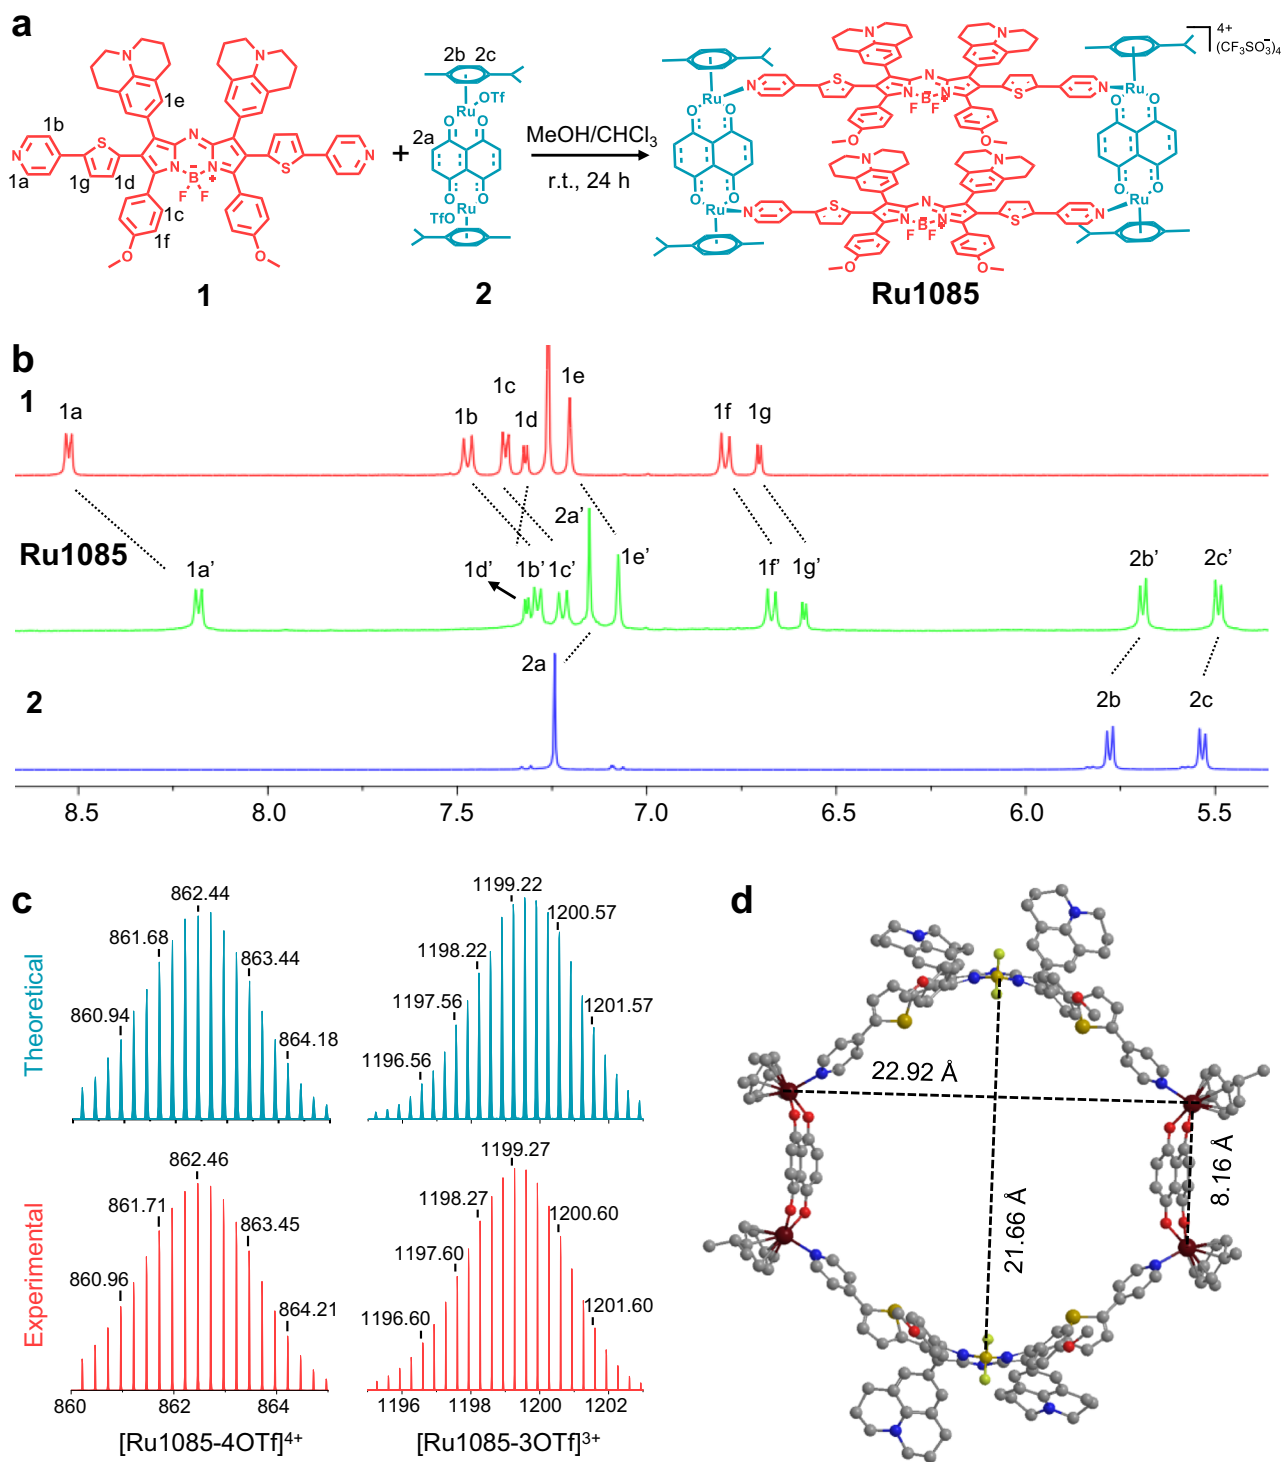 a
N
N
1e
1b
N
1a
S
1g
1d
N
N
N
B
-
+
F
F
S
N
1c
1f
O
O
1
+
2b 2c
Ru
OTf
2a
O
O
O
O
TfO
Ru
2
MeOH/CHCl3
r.t., 24 h
N
N
4+
(CF3SO3-)4
Ru
N
S
N
N
N
B
F
F
S
N
Ru
O
O
O
O
O
O
O
O
O
O
Ru
N
S
N
N
N
N
N
B
F
F
S
N
Ru
O
O
Ru1085
b
1
1a
1b
1c
1d
1e
1f
1g
Ru1085
1a’
1d’
1b’
1c’
2a’
1e’
1f’
1g’
2b’
2c’
2
2a
2b
2c
8.5 8.0 7.5 7.0 6.5 6.0 5.5
c
Theoretical
860.94
861.68
862.44
863.44
864.18
1196.56
1197.56
1198.22
1199.22
1200.57
1201.57
Experimental
860.96
861.71
862.46
863.45
864.21
1196.60
1197.60
1198.27
1199.27
1200.60
1201.60
860 862 864
1196 1198 1200 1202
[Ru1085-4OTf]4+
[Ru1085-3OTf]3+
d
22.92 Å
21.66 Å
8.16 Å